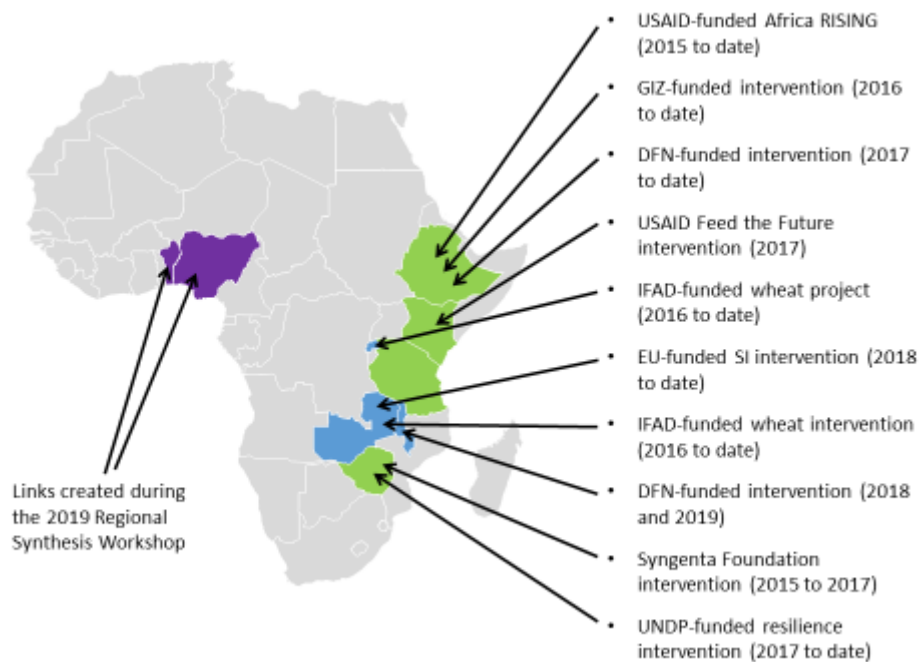 • USAID-funded Africa RISING
(2015 to date)
• GIZ-funded intervention (2016
to date)
• DFN-funded intervention (2017
to date)
• USAID Feed the Future
intervention (2017)
• IFAD-funded wheat project
(2016 to date)
• EU-funded SI intervention (2018
to date)
• IFAD-funded wheat intervention
(2016 to date)
• DFN-funded intervention (2018
and 2019)
• Syngenta Foundation
intervention (2015 to 2017)
• UNDP-funded resilience
intervention (2017 to date)
Links created during
the 2019 Regional
Synthesis Workshop